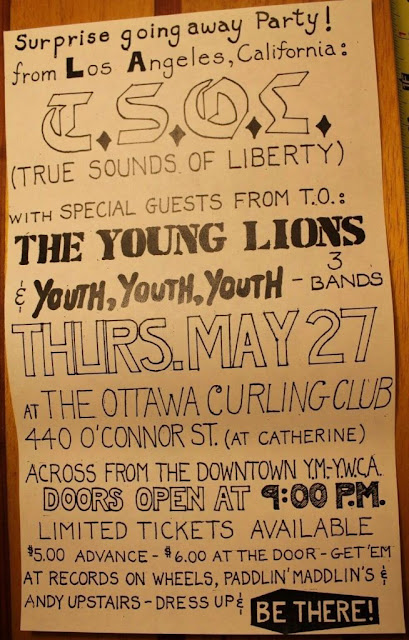 Surprise going away Party!
from Los Angeles, California:
T.S.O.L.
(TRUE SOUNDS OF LIBERTY)
WITH SPECIAL GUESTS FROM T.O.:
THE YOUNG LIONS
& YOUTH, YOUTH, YOUTH – 3 BANDS
THURS. MAY 27
AT THE OTTAWA CURLING CLUB
440 O'CONNOR ST. (AT CATHERINE)
ACROSS FROM THE DOWNTOWN Y.M.-Y.W.C.A.
DOORS OPEN AT 9:00 P.M.
LIMITED TICKETS AVAILABLE
$5.00 ADVANCE - $6.00 AT THE DOOR - GET 'EM
AT RECORDS ON WHEELS, PADDLIN' MADDLIN'S &
ANDY UPSTAIRS - DRESS UP & BE THERE!